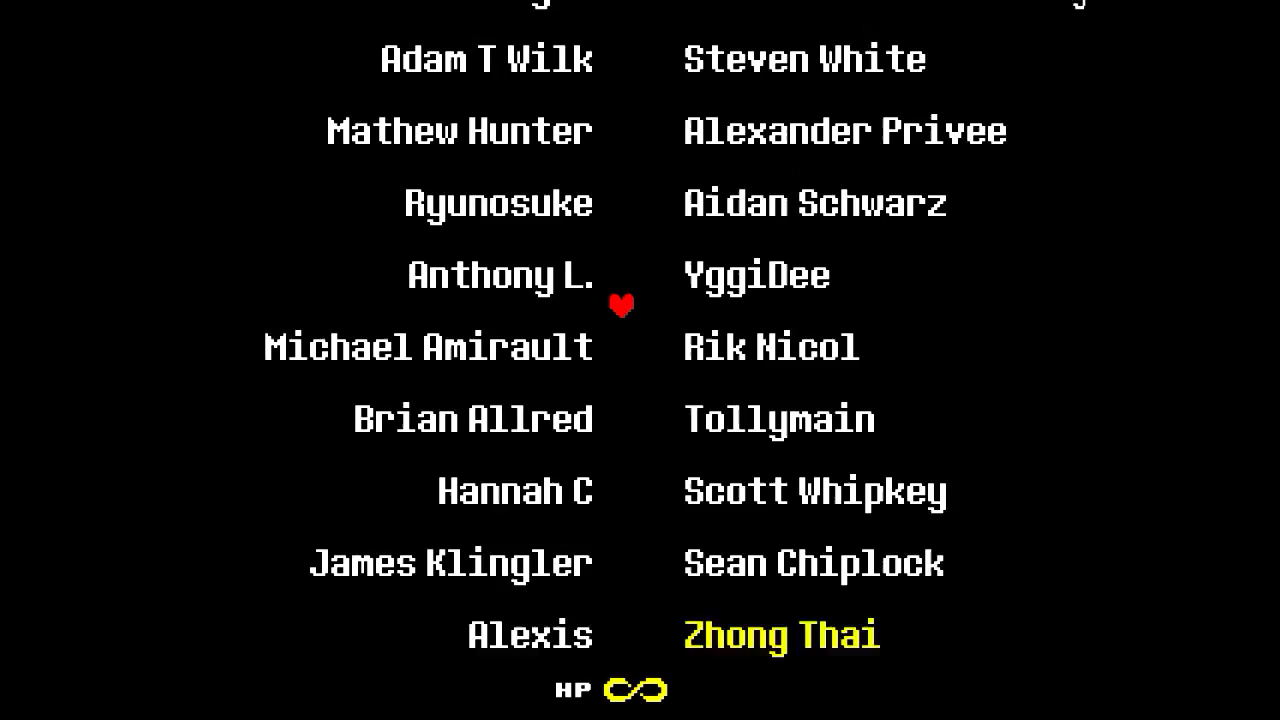 Adam T Wilk Steven White
Mathew Hunter Alexander Privee
Ryunosuke Aidan Schwarz
Anthony L. YggiDee
Michael Amirault Rik Nicol
Brian Allred Tollymain
Hannah C Scott Whipkey
James Klingler Sean Chiplock
Alexis Zhong Thai
HP ∞